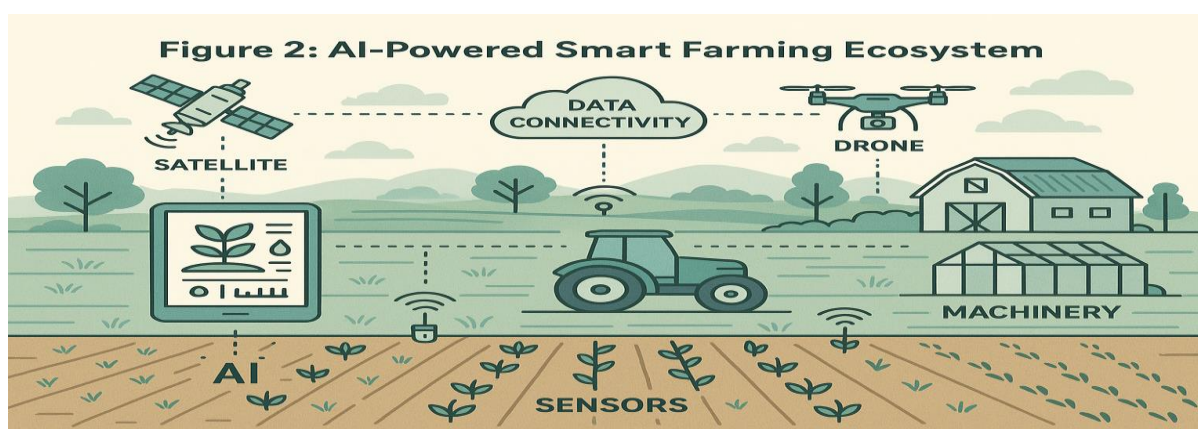 Figure 2: AI-Powered Smart Farming Ecosystem
DATA
CONNECTIVITY
DRONE
SATELLITE
MACHINERY
AI
SENSORS